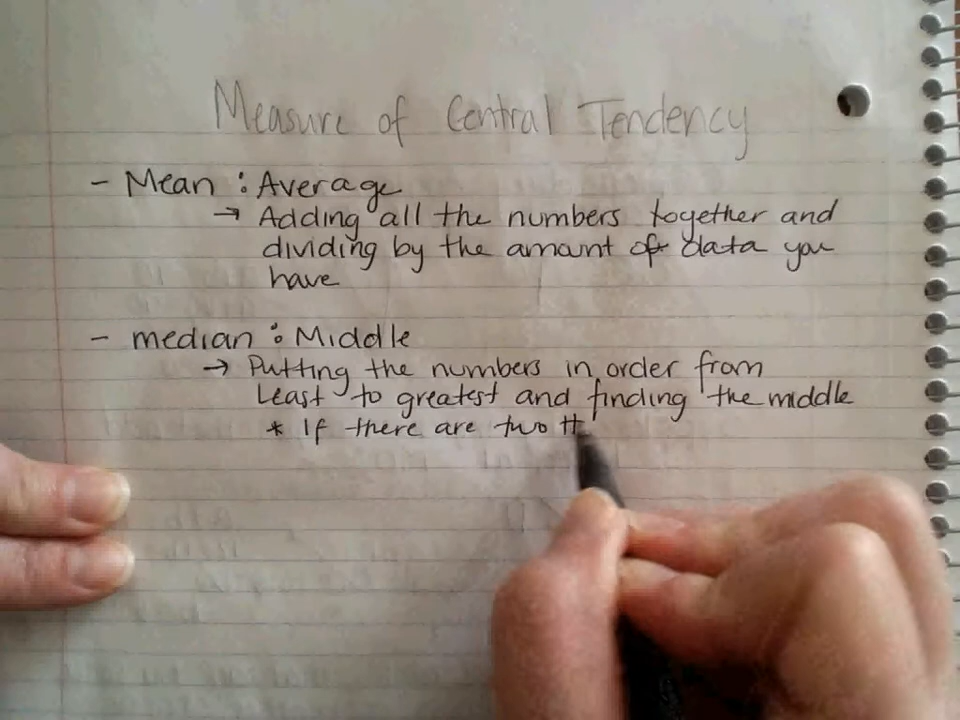 Measure of Central Tendency
- Mean : Average
→ Adding all the numbers together and
dividing by the amount of data you
have
- median : Middle
→ Putting the numbers in order from
Least to greatest and finding the middle
* If there are two #